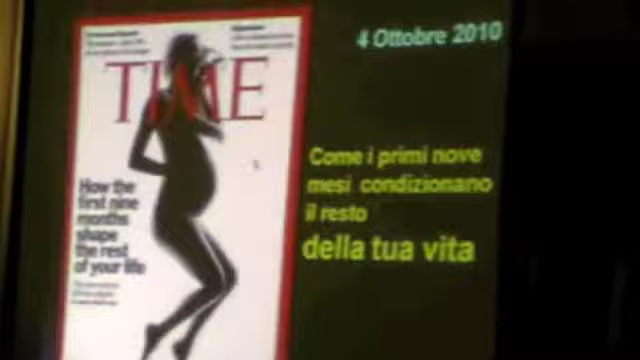 4 Ottobre 2010
TIME
How the
first nine
months
shape
the rest
of your life
Come i primi nove
mesi condizionano
il resto
della tua vita